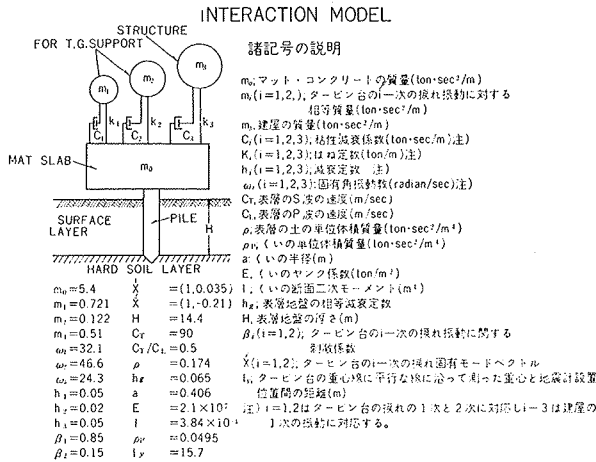 INTERACTION MODEL
STRUCTURE
FOR T.G.SUPPORT
m₁
m₂
m₃
C₁
k₁
C₂
k₂
C₃
k₃
MAT SLAB
m₀
SURFACE LAYER
PILE
H
HARD SOIL LAYER
m₀=5.4
m₁=0.721
m₂=0.122
m₃=0.51
ω₁=32.1
ω₂=46.6
ω₃=24.3
h₁=0.05
h₂=0.02
h₃=0.05
β₁=0.85
β₂=0.15
X =(1,0.035)
X =(1,-0.21)
H =14.4
C_T =90
C_T/C_L=0.5
ρ =0.174
h_g =0.065
a =0.406
E =2.1×10⁷
I =3.84×10⁻
ρ_p =0.0495
=15.7
諸記号の説明
m₀;マット・コンクリートの質量(ton·sec²/m)
mᵢ(i=1,2,);タービン台のi一次の捩れ振動に対する
相等質量(ton·sec²/m)
m₃建屋の質量(ton·sec²/m)
Cᵢ(i=1,2,3);粘性減衰係数(ton·sec/m)注)
Kᵢ(i=1,2,3);ばね定数(ton/m)注)
hᵢ(i=1,2,3);減衰定数 注)
ωᵢ(i=1,2,3);固有角振動数(radian/sec)注)
C_T,表層のS波の速度(m/sec)
C_L,表層のP波の速度(m/sec)
ρ,表層の土の単位体積質量(ton·sec²/m⁴)
ρ_p,くいの単位体積質量(ton·sec²/m⁴)
a くいの半径(m)
E,くいのヤング係数(ton/m²)
I;くいの断面二次モーメント(m⁴)
h_g;表層地盤の相等減衰定数
H,表層地盤の厚さ(m)
βᵢ(i=1,2);タービン台のi一次の捩れ振動に関する
刺激係数
X(i=1,2);タービン台のi一次の捩れ固有モードベクトル
タービン台の重心線に平行な線に沿って測った重心と地震計設置
位置間の距離(m)
注)i=1,2はタービン台の捩れの1次と2次に対応しi=3は建屋の
1次の振動に対応する。